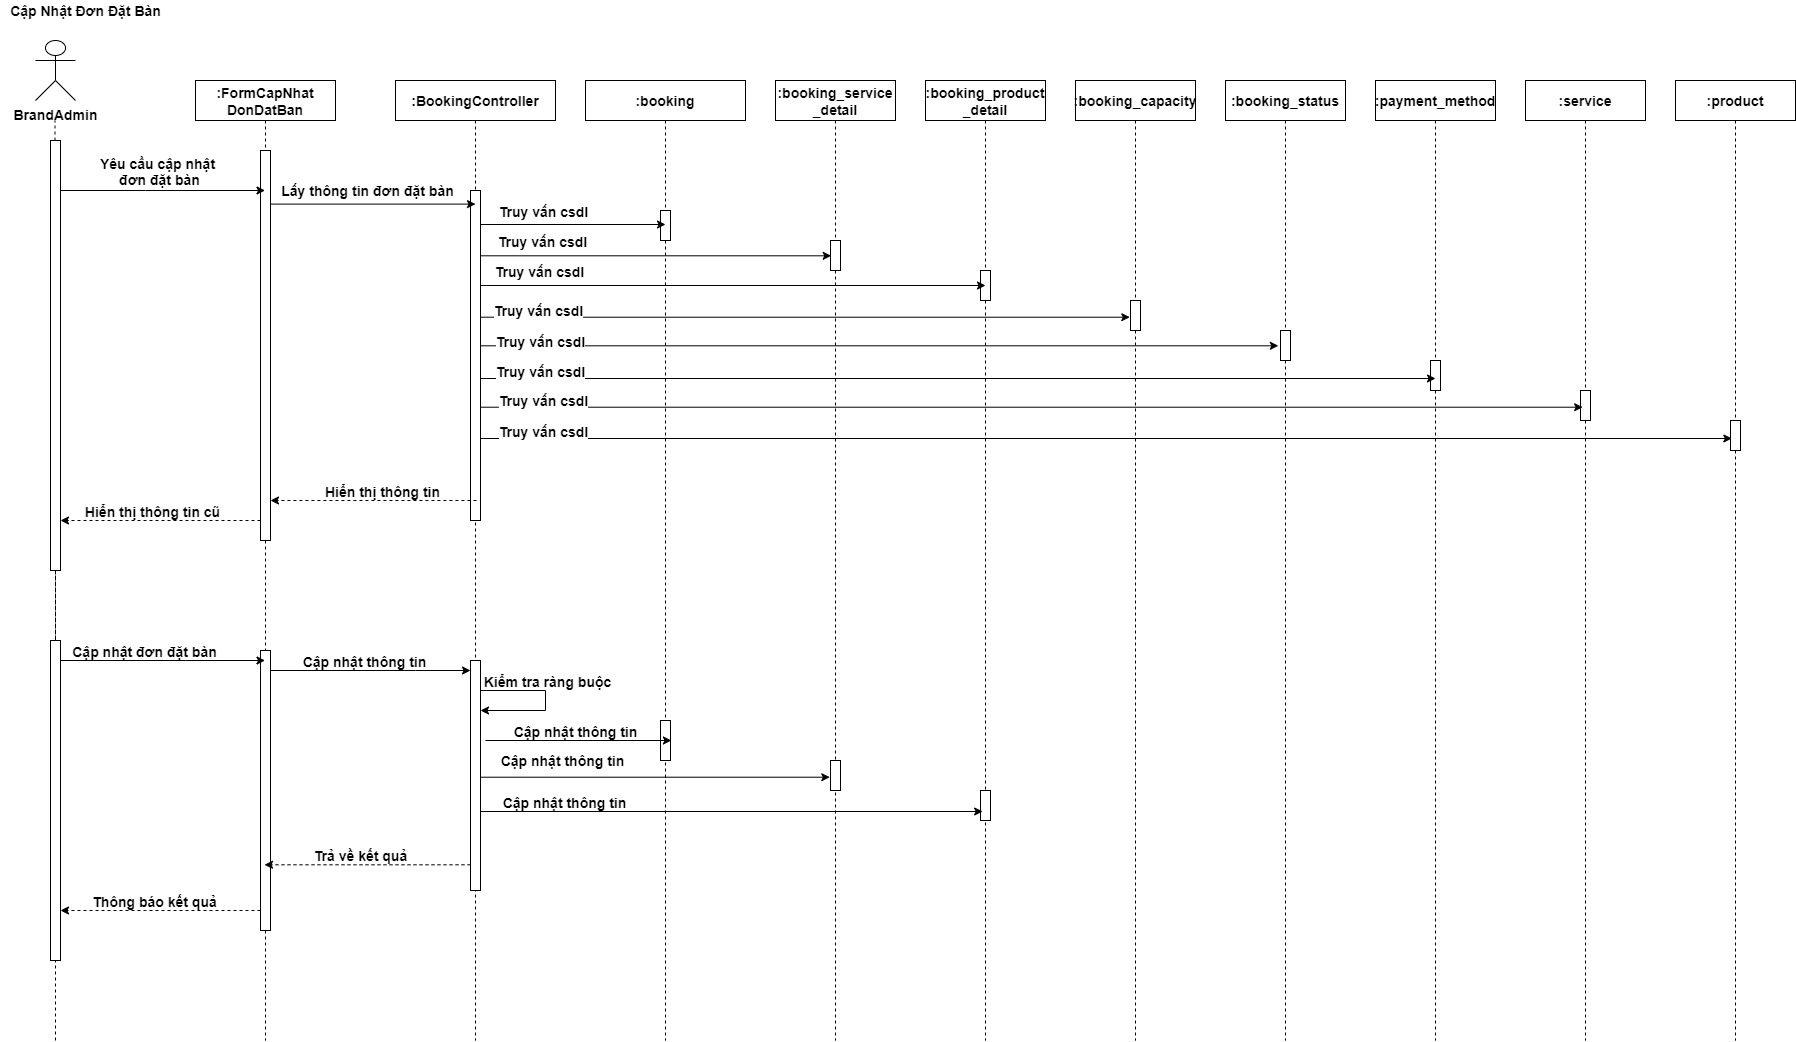 Cập Nhật Đơn Đặt Bàn
BrandAdmin
:FormCapNhat
DonDatBan
:BookingController
:booking
:booking_service
_detail
:booking_product
_detail
:booking_capacity
:booking_status
:payment_method
:service
:product
Yêu cầu cập nhật
đơn đặt bàn
Lấy thông tin đơn đặt bàn
Truy vấn csdl
Truy vấn csdl
Truy vấn csdl
Truy vấn csdl
Truy vấn csdl
Truy vấn csdl
Truy vấn csdl
Truy vấn csdl
Hiển thị thông tin
Hiển thị thông tin cũ
Cập nhật đơn đặt bàn
Cập nhật thông tin
Kiểm tra ràng buộc
Cập nhật thông tin
Cập nhật thông tin
Cập nhật thông tin
Trả về kết quả
Thông báo kết quả